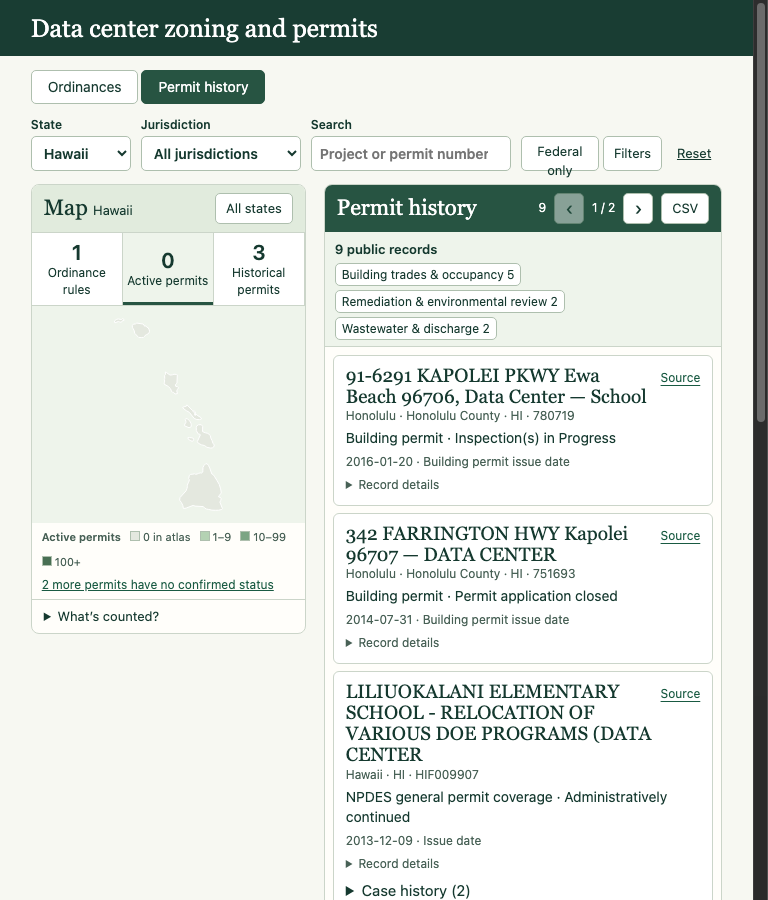 Data center zoning and permits
Ordinances
Permit history
State
Jurisdiction
Search
Hawaii
All jurisdictions
Project or permit number
Federal
only
Filters
Reset
Map Hawaii
All states
1
Ordinance
rules
0
Active permits
3
Historical
permits
Active permits
0 in atlas
1–9
10–99
100+
2 more permits have no confirmed status
▶ What's counted?
Permit history
9
‹
1 / 2
›
CSV
9 public records
Building trades & occupancy 5
Remediation & environmental review 2
Wastewater & discharge 2
91-6291 KAPOLEI PKWY Ewa
Beach 96706, Data Center — School
Source
Honolulu · Honolulu County · HI · 780719
Building permit · Inspection(s) in Progress
2016-01-20 · Building permit issue date
▶ Record details
342 FARRINGTON HWY Kapolei
96707 — DATA CENTER
Source
Honolulu · Honolulu County · HI · 751693
Building permit · Permit application closed
2014-07-31 · Building permit issue date
▶ Record details
LILIUOKALANI ELEMENTARY
SCHOOL - RELOCATION OF
VARIOUS DOE PROGRAMS (DATA
CENTER
Source
Hawaii · HI · HIF009907
NPDES general permit coverage · Administratively
continued
2013-12-09 · Issue date
▶ Record details
▶ Case history (2)